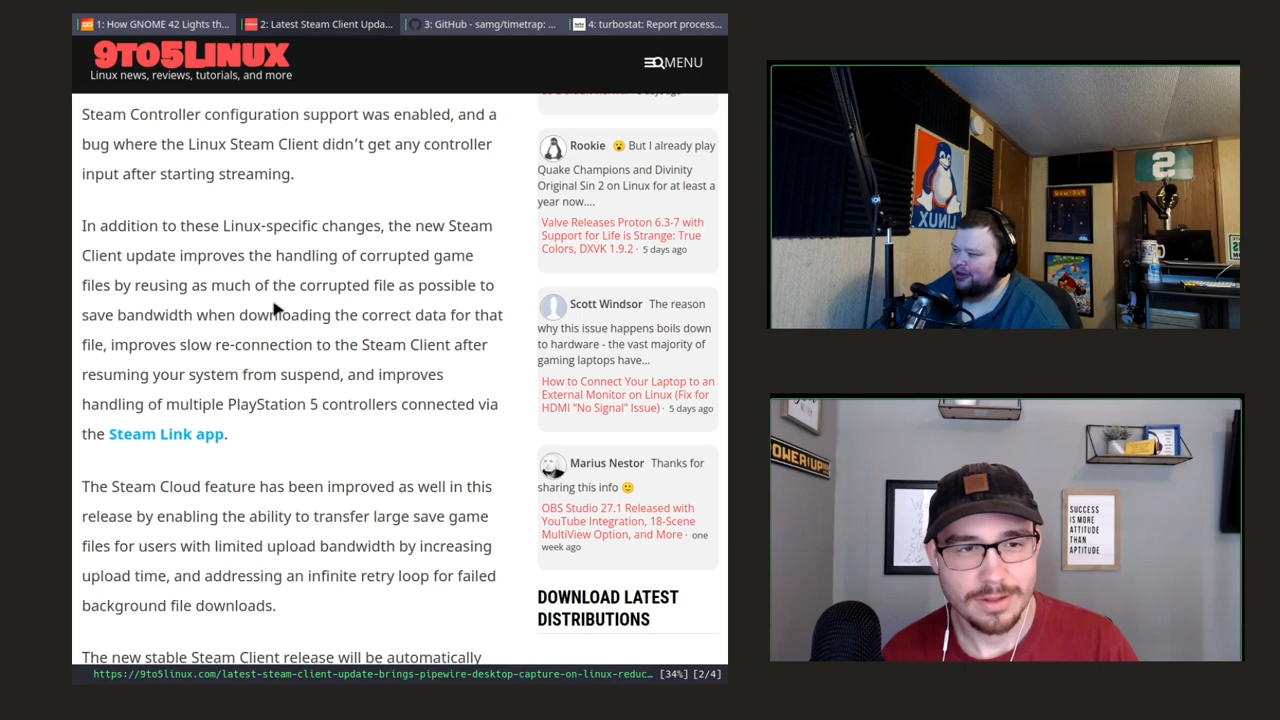 1: How GNOME 42 Lights th...
2: Latest Steam Client Upda...
3: GitHub - samg/timetrap: ...
4: turbostat: Report process...
9TO5LINUX
Linux news, reviews, tutorials, and more
MENU
Steam Controller configuration support was enabled, and a
bug where the Linux Steam Client didn't get any controller
input after starting streaming.
In addition to these Linux-specific changes, the new Steam
Client update improves the handling of corrupted game
files by reusing as much of the corrupted file as possible to
save bandwidth when downloading the correct data for that
file, improves slow re-connection to the Steam Client after
resuming your system from suspend, and improves
handling of multiple PlayStation 5 controllers connected via
the Steam Link app.
The Steam Cloud feature has been improved as well in this
release by enabling the ability to transfer large save game
files for users with limited upload bandwidth by increasing
upload time, and addressing an infinite retry loop for failed
background file downloads.
The new stable Steam Client release will be automatically
Rookie 😮 But I already play
Quake Champions and Divinity
Original Sin 2 on Linux for at least a
year now....
Valve Releases Proton 6.3-7 with
Support for Life is Strange: True
Colors, DXVK 1.9.2 · 5 days ago
Scott Windsor The reason
why this issue happens boils down
to hardware - the vast majority of
gaming laptops have...
How to Connect Your Laptop to an
External Monitor on Linux (Fix for
HDMI "No Signal" Issue) · 5 days ago
Marius Nestor Thanks for
sharing this info 🙂
OBS Studio 27.1 Released with
YouTube Integration, 18-Scene
MultiView Option, and More · one
week ago
DOWNLOAD LATEST
DISTRIBUTIONS
https://9to5linux.com/latest-steam-client-update-brings-pipewire-desktop-capture-on-linux-reduc… [34%] [2/4]
LINUX
POWER UP!!!
SUCCESS
IS MORE
ATTITUDE
THAN
APTITUDE